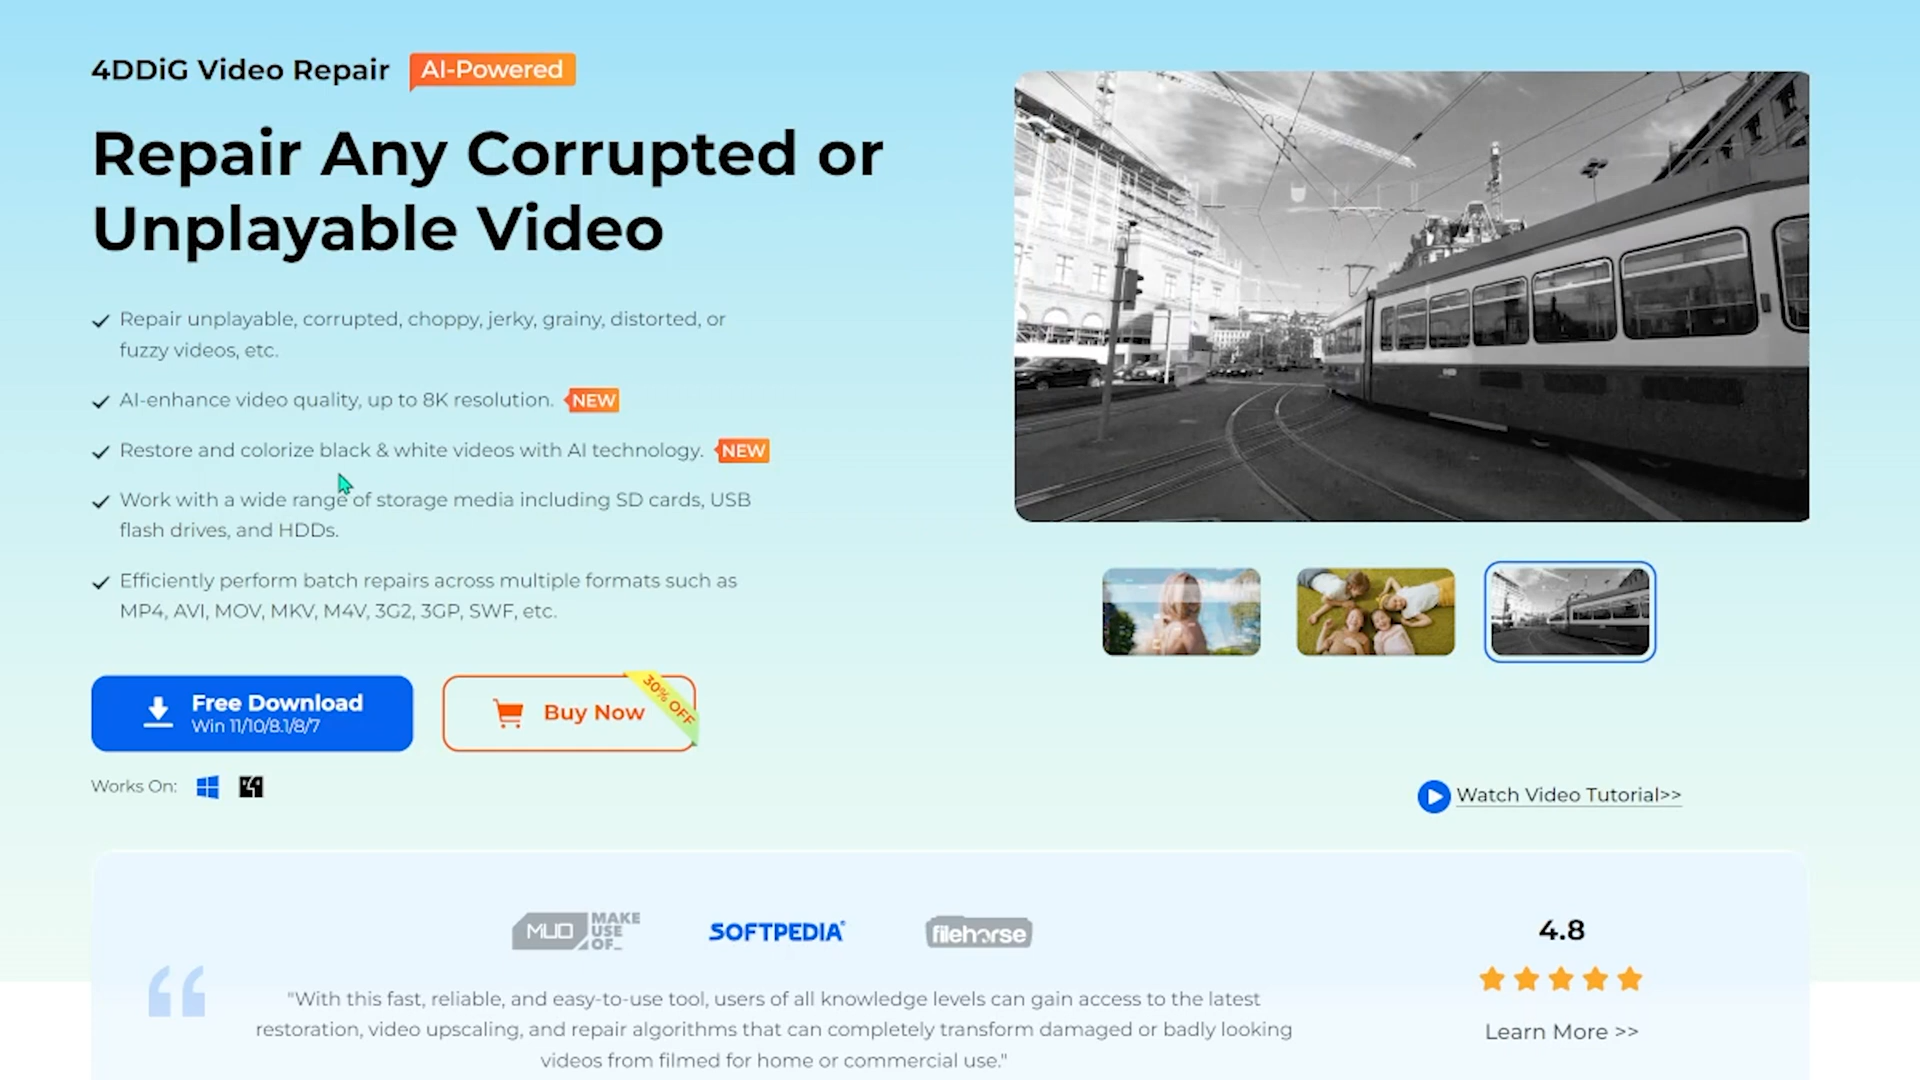 4DDiG Video Repair AI-Powered
Repair Any Corrupted or
Unplayable Video
Repair unplayable, corrupted, choppy, jerky, grainy, distorted, or
fuzzy videos, etc.
AI-enhance video quality, up to 8K resolution. NEW
Restore and colorize black & white videos with AI technology. NEW
Work with a wide range of storage media including SD cards, USB
flash drives, and HDDs.
Efficiently perform batch repairs across multiple formats such as
MP4, AVI, MOV, MKV, M4V, 3G2, 3GP, SWF, etc.
Free Download
Win 11/10/8.1/8/7
Buy Now
30% OFF
Works On:
Watch Video Tutorial>>
MUO MAKE
USE
OF_
SOFTPEDIA®
filehorse
4.8
"With this fast, reliable, and easy-to-use tool, users of all knowledge levels can gain access to the latest
restoration, video upscaling, and repair algorithms that can completely transform damaged or badly looking
videos from filmed for home or commercial use."
Learn More >>